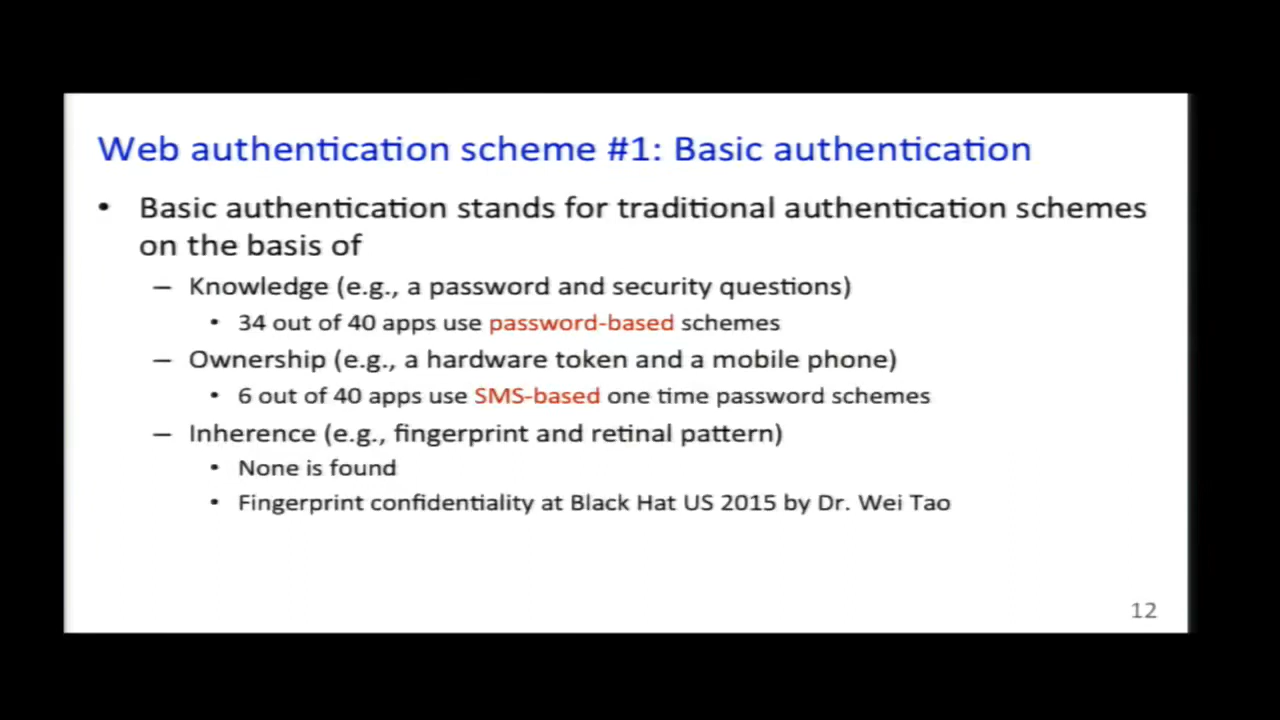 Web authentication scheme #1: Basic authentication
• Basic authentication stands for traditional authentication schemes
on the basis of
– Knowledge (e.g., a password and security questions)
• 34 out of 40 apps use password-based schemes
– Ownership (e.g., a hardware token and a mobile phone)
• 6 out of 40 apps use SMS-based one time password schemes
– Inherence (e.g., fingerprint and retinal pattern)
• None is found
• Fingerprint confidentiality at Black Hat US 2015 by Dr. Wei Tao
12